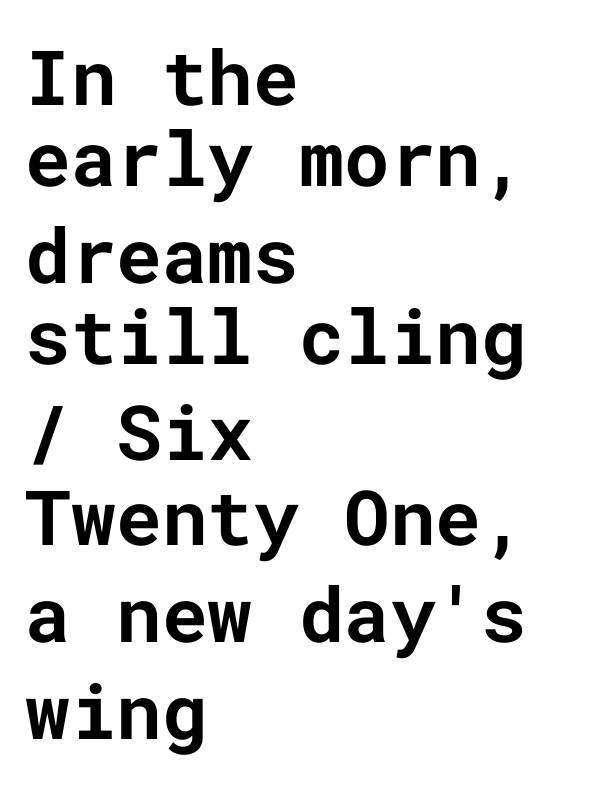 In the
early morn,
dreams
still cling
/ Six
Twenty One,
a new day's
wing